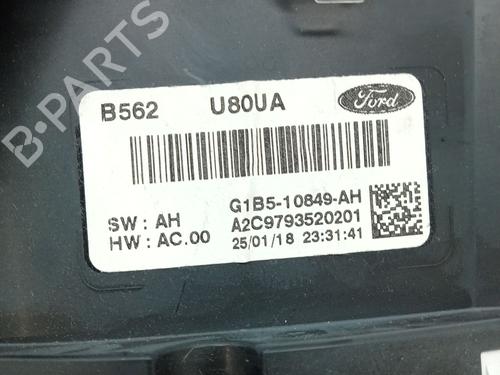 B-PARTS
B562 U80UA Ford
G1B5-10849-AH
SW: AH A2C9793520201
HW: AC.00 25/01/18 23:31:41